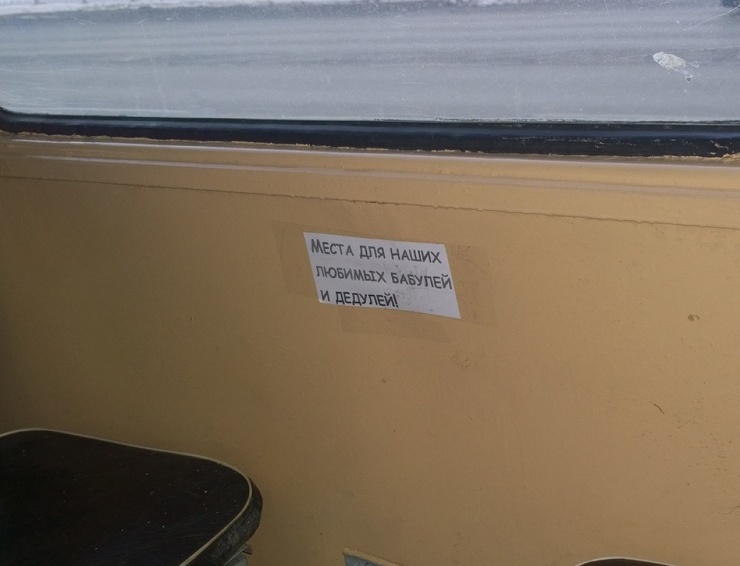 Места для наших
любимых бабулей
и дедулей!